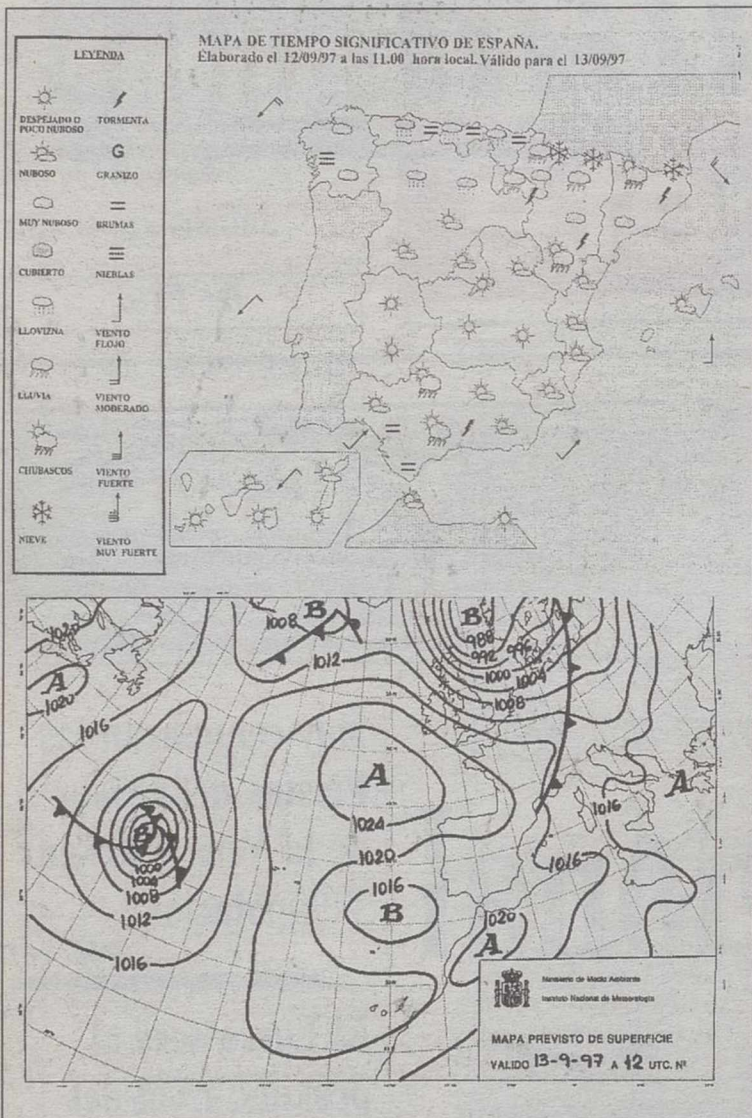 MAPA DE TIEMPO SIGNIFICATIVO DE ESPAÑA.
Elaborado el 12/09/97 a las 11.00 hora local. Válido para el 13/09/97
LEYENDA
DESPEJADO O
POCO NUBOSO
TORMENTA
NUBOSO
G
GRANIZO
MUY NUBOSO
BRUMAS
CUBIERTO
NIEBLAS
LLOVIZNA
VIENTO
FLOJO
LLUVIA
VIENTO
MODERADO
CHUBASCOS
VIENTO
FUERTE
NIEVE
VIENTO
MUY FUERTE
B
1008
B
988
992
996
1000
1004
1008
1012
A
1020
1016
A
1024
1020
A
1016
1016
B
1000
1004
1008
1012
1016
1016
B
1020
A
Ministerio de Medio Ambiente
Instituto Nacional de Meteorología
MAPA PREVISTO DE SUPERFICIE
VALIDO 13-9-97 A 12 UTC. Nº